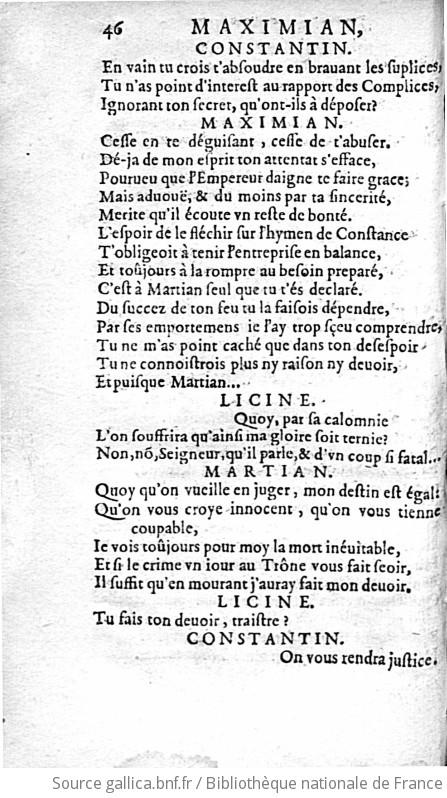 46 MAXIMIAN,
CONSTANTIN.
En vain tu crois t'abſoudre en brauant les ſuplices,
Tu n'as point d'intereſt au rapport des Complices,
Ignorant ton ſecret, qu'ont-ils à dépoſer?
MAXIMIAN.
Ceſſe en te déguiſant, ceſſe de t'abuſer.
Dé-ja de mon eſprit ton attentat s'efface,
Pourueu que l'Empereur daigne te faire grace;
Mais aduouë, & du moins par ta ſincerité,
Merite qu'il écoute vn reſte de bonté.
L'eſpoir de le fléchir ſur l'hymen de Conſtance
T'obligeoit à tenir l'entrepriſe en balance,
Et toûjours à la rompre au beſoin preparé,
C'eſt à Martian ſeul que tu t'és declaré.
Du ſuccez de ton feu tu la faiſois dépendre,
Par ſes emportemens ie l'ay trop ſçeu comprendre,
Tu ne m'as point caché que dans ton deſeſpoir
Tu ne connoiſtrois plus ny raiſon ny deuoir,
Et puiſque Martian...
LICINE.
Quoy, par ſa calomnie
L'on ſouffrira qu'ainſi ma gloire ſoit ternie?
Non, nõ, Seigneur, qu'il parle, & d'vn coup ſi fatal...
MARTIAN.
Quoy qu'on vueille en juger, mon deſtin eſt égal:
Qu'on vous croye innocent, qu'on vous tienne
coupable,
Ie vois toûjours pour moy la mort inéuitable,
Et ſi le crime vn iour au Trône vous fait ſeoir,
Il ſuffit qu'en mourant j'auray fait mon deuoir.
LICINE.
Tu fais ton deuoir, traiſtre?
CONSTANTIN.
On vous rendra juſtice.
Source gallica.bnf.fr / Bibliothèque nationale de France